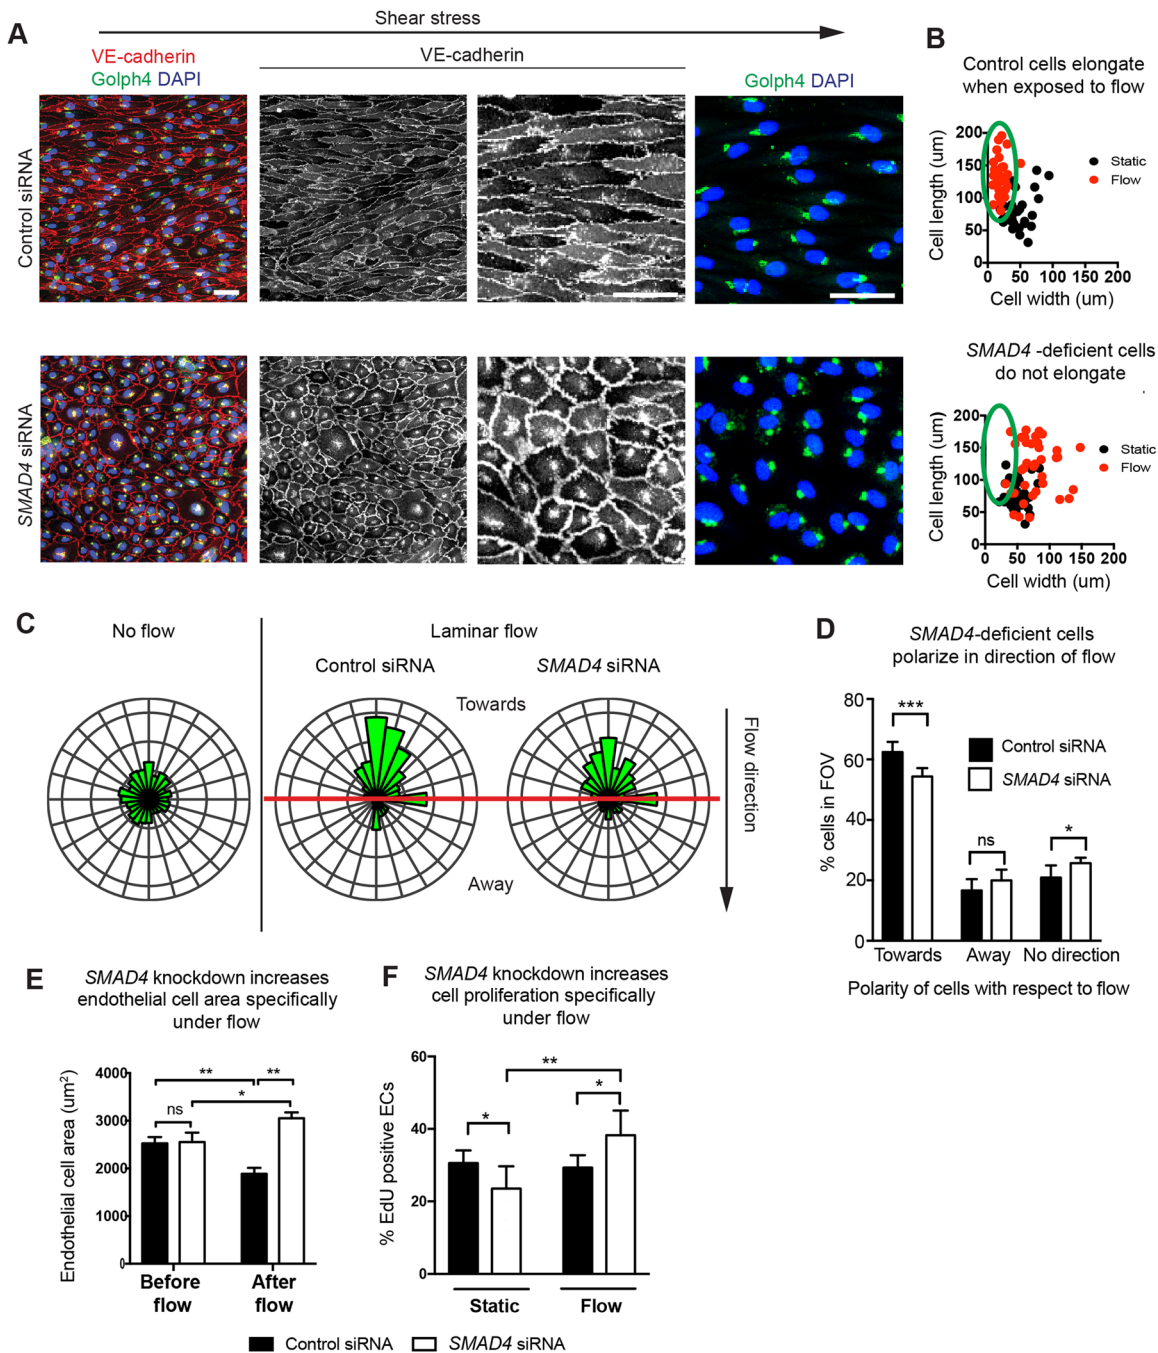 A
Shear stress
VE-cadherin
Golph4 DAPI
VE-cadherin
Golph4 DAPI
Control siRNA
SMAD4 siRNA
B
Control cells elongate
when exposed to flow
Cell length (um)
200
150
100
50
0
0 50 100 150 200
Cell width (um)
Static
Flow
SMAD4 -deficient cells
do not elongate
Cell length (um)
200
150
100
50
0
0 50 100 150 200
Cell width (um)
Static
Flow
C
No flow
Laminar flow
Control siRNA
SMAD4 siRNA
Towards
Away
Flow direction
D
SMAD4-deficient cells
polarize in direction of flow
% cells in FOV
80
60
40
20
0
***
ns
*
Control siRNA
SMAD4 siRNA
Towards Away No direction
Polarity of cells with respect to flow
E
SMAD4 knockdown increases
endothelial cell area specifically
under flow
Endothelial cell area (um²)
4000
3000
2000
1000
0
** **
*
ns
Before
flow
After
flow
F
SMAD4 knockdown increases
cell proliferation specifically
under flow
% EdU positive ECs
60
40
20
0
**
*
*
Static
Flow
Control siRNA
SMAD4 siRNA